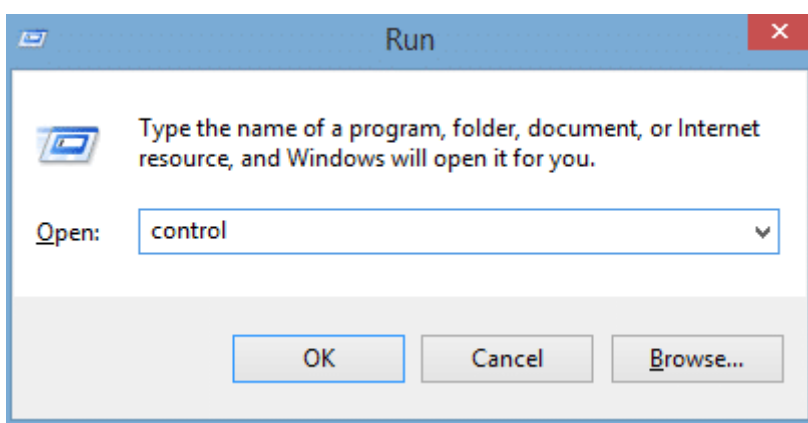 Run
Type the name of a program, folder, document, or Internet
resource, and Windows will open it for you.
Open: control
OK Cancel Browse...